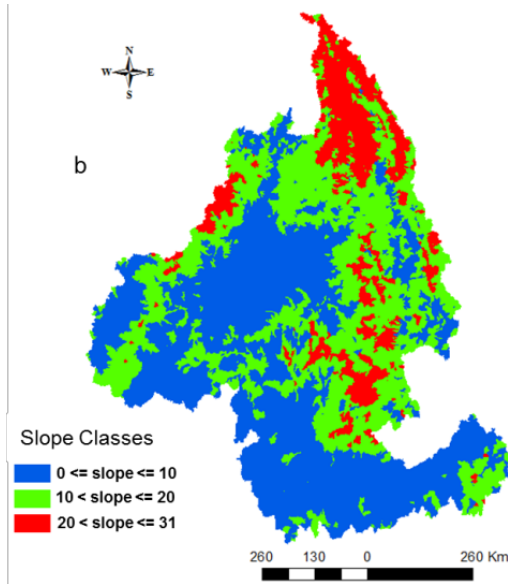 N
W E
S
b
Slope Classes
0 <= slope <= 10
10 < slope <= 20
20 < slope <= 31
260 130 0 260 Km